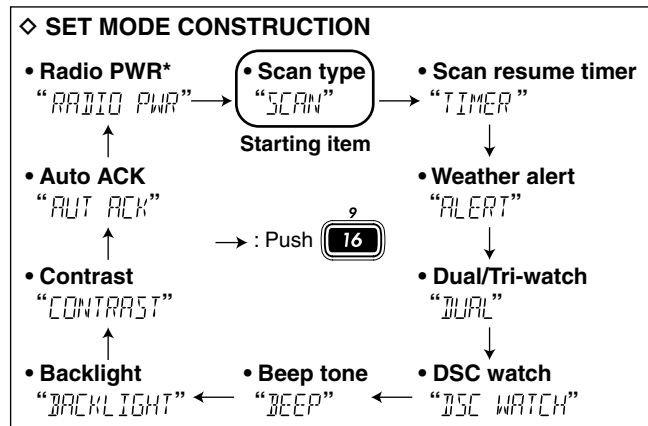 ◇ SET MODE CONSTRUCTION
• Radio PWR*
“RADIO PWR”
• Scan type
“SCAN”
Starting item
• Scan resume timer
“TIMER”
• Weather alert
“ALERT”
• Dual/Tri-watch
“DUAL”
• DSC watch
“DSC WATCH”
• Beep tone
“BEEP”
• Backlight
“BACKLIGHT”
• Contrast
“CONTRAST”
• Auto ACK
“AUT ACK”
→ : Push
9
16